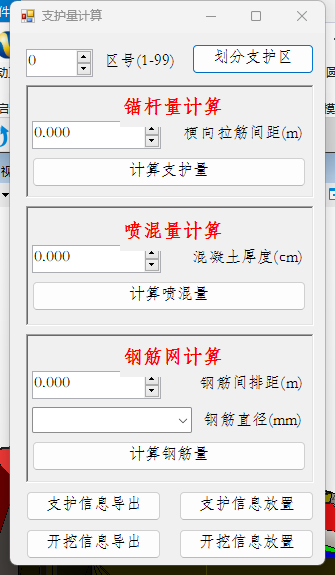 支护量计算
0 区号(1-99) 划分支护区
锚杆量计算
0.000 横向拉筋间距(m)
计算支护量
喷混量计算
0.000 混凝土厚度(cm)
计算喷混量
钢筋网计算
0.000 钢筋间排距(m)
钢筋直径(mm)
计算钢筋量
支护信息导出 支护信息放置
开挖信息导出 开挖信息放置